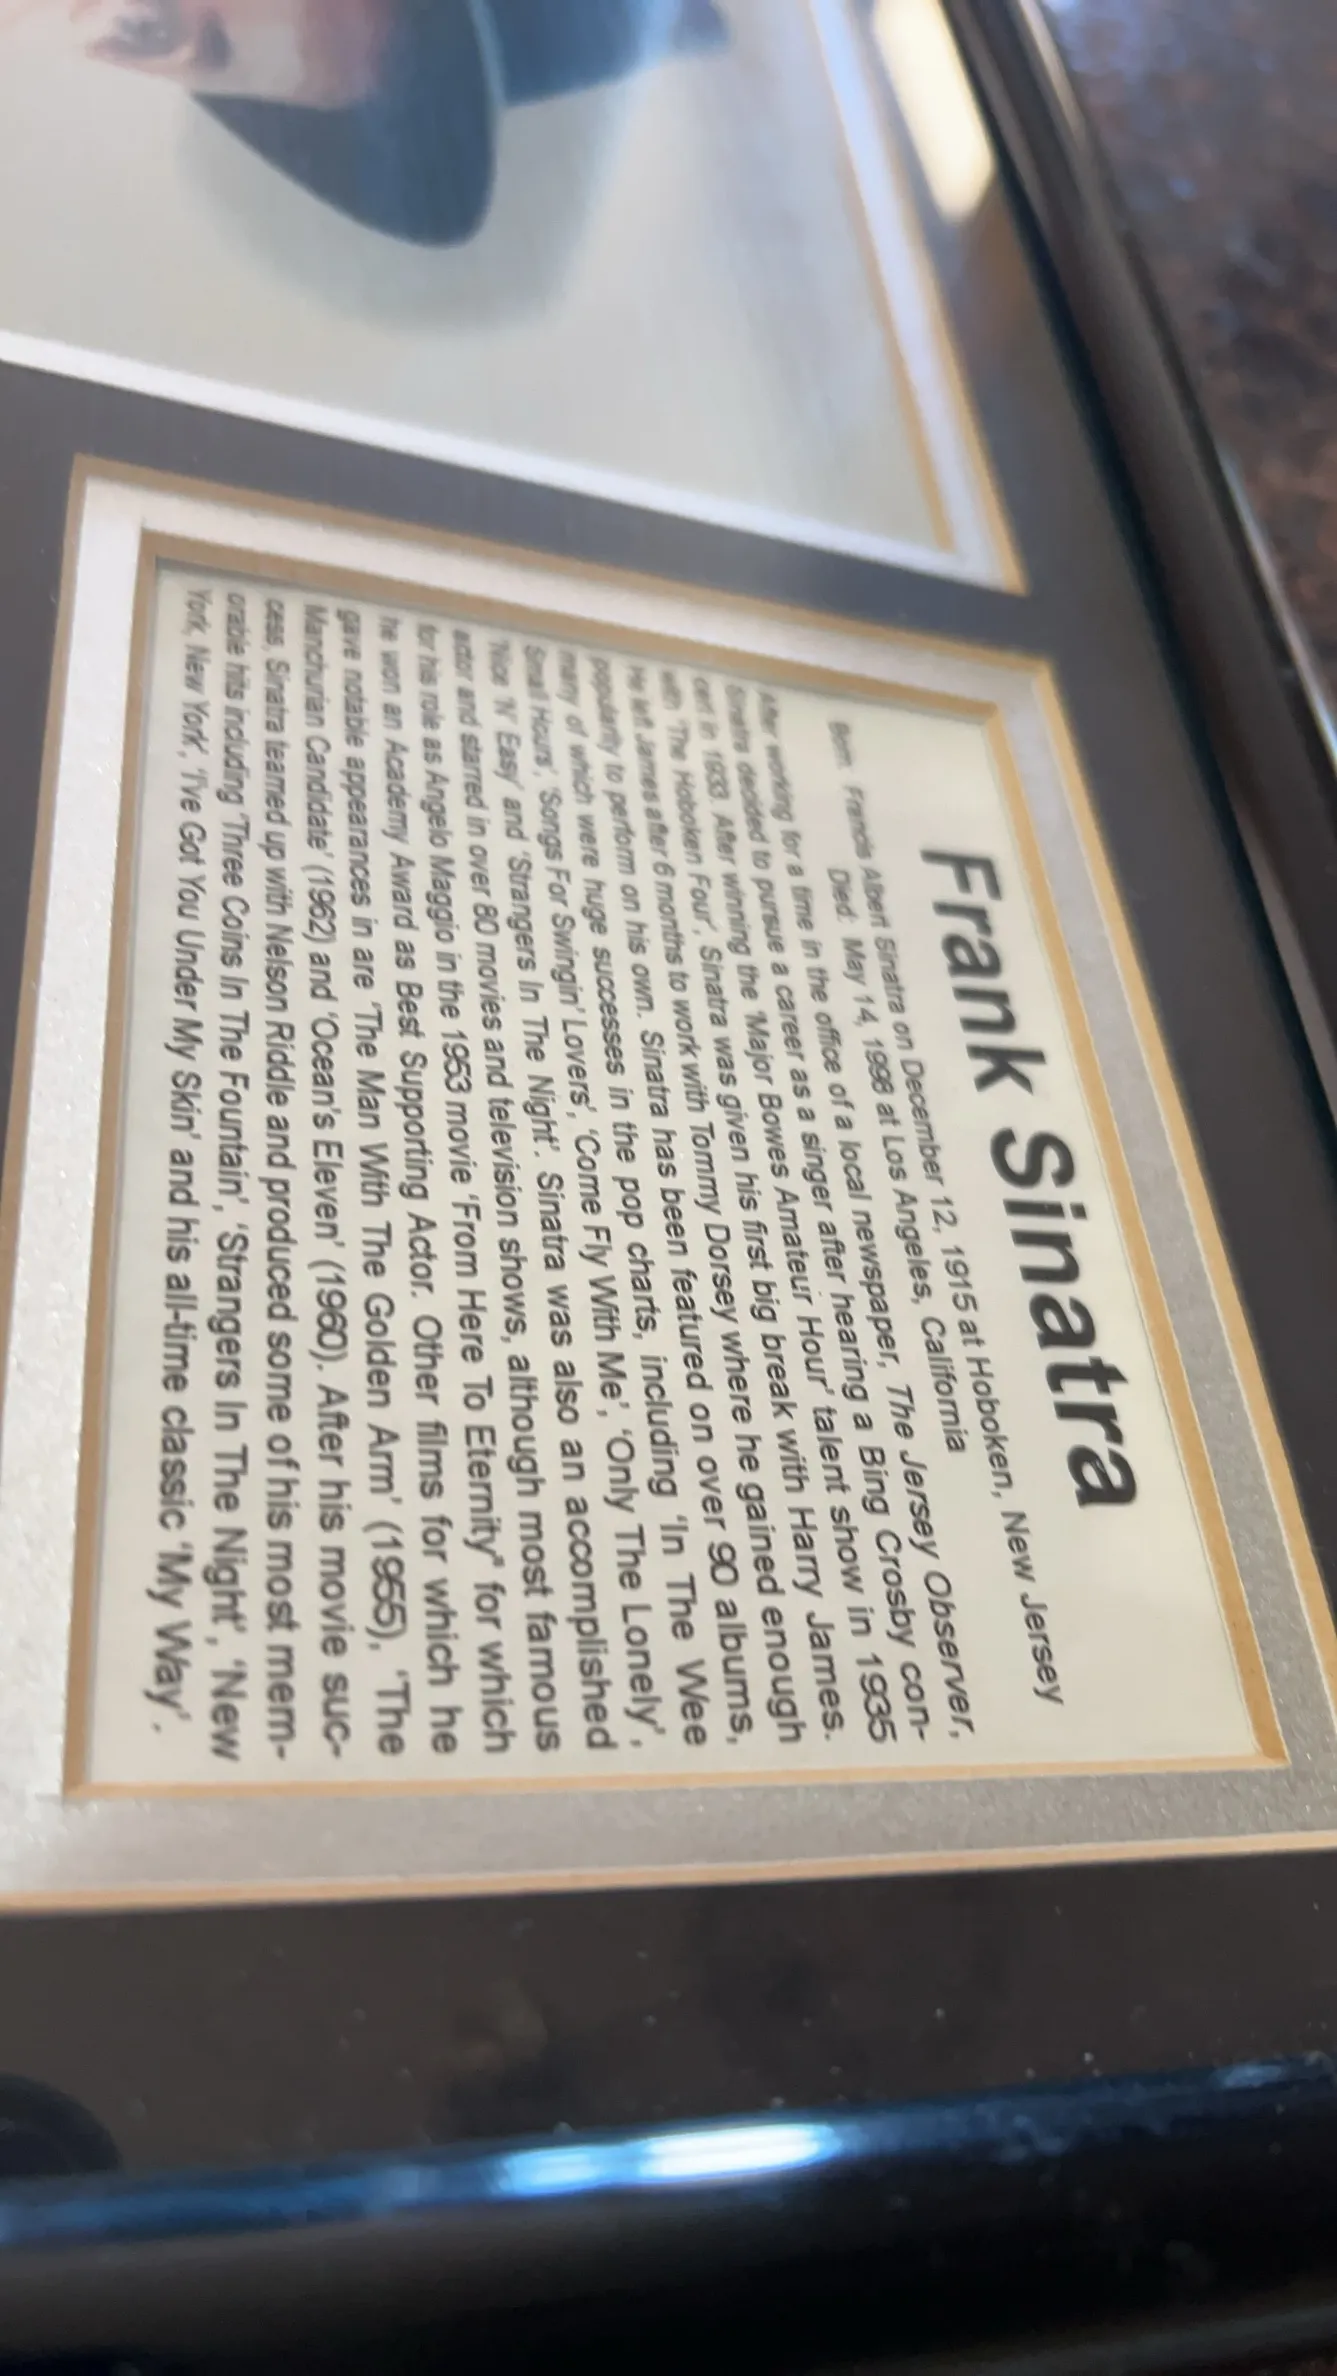 Frank Sinatra
Born: Francis Albert Sinatra on December 12, 1915 at Hoboken, New Jersey
Died: May 14, 1998 at Los Angeles, California
After working for a time in the office of a local newspaper, The Jersey Observer,
Sinatra decided to pursue a career as a singer after hearing a Bing Crosby con-
cert in 1933. After winning the 'Major Bowes Amateur Hour' talent show in 1935
with 'The Hoboken Four', Sinatra was given his first big break with Harry James.
He left James after 6 months to work with Tommy Dorsey where he gained enough
popularity to perform on his own. Sinatra has been featured on over 90 albums,
many of which were huge successes in the pop charts, including 'In The Wee
Small Hours', 'Songs For Swingin' Lovers', 'Come Fly With Me', 'Only The Lonely',
'Nice 'N' Easy' and 'Strangers In The Night'. Sinatra was also an accomplished
actor and starred in over 80 movies and television shows, although most famous
for his role as Angelo Maggio in the 1953 movie 'From Here To Eternity" for which
he won an Academy Award as Best Supporting Actor. Other films for which he
gave notable appearances in are 'The Man With The Golden Arm' (1955), 'The
Manchurian Candidate' (1962) and 'Ocean's Eleven' (1960). After his movie suc-
cess, Sinatra teamed up with Nelson Riddle and produced some of his most mem-
orable hits including 'Three Coins In The Fountain', 'Strangers In The Night', 'New
York, New York', 'I've Got You Under My Skin' and his all-time classic 'My Way'.